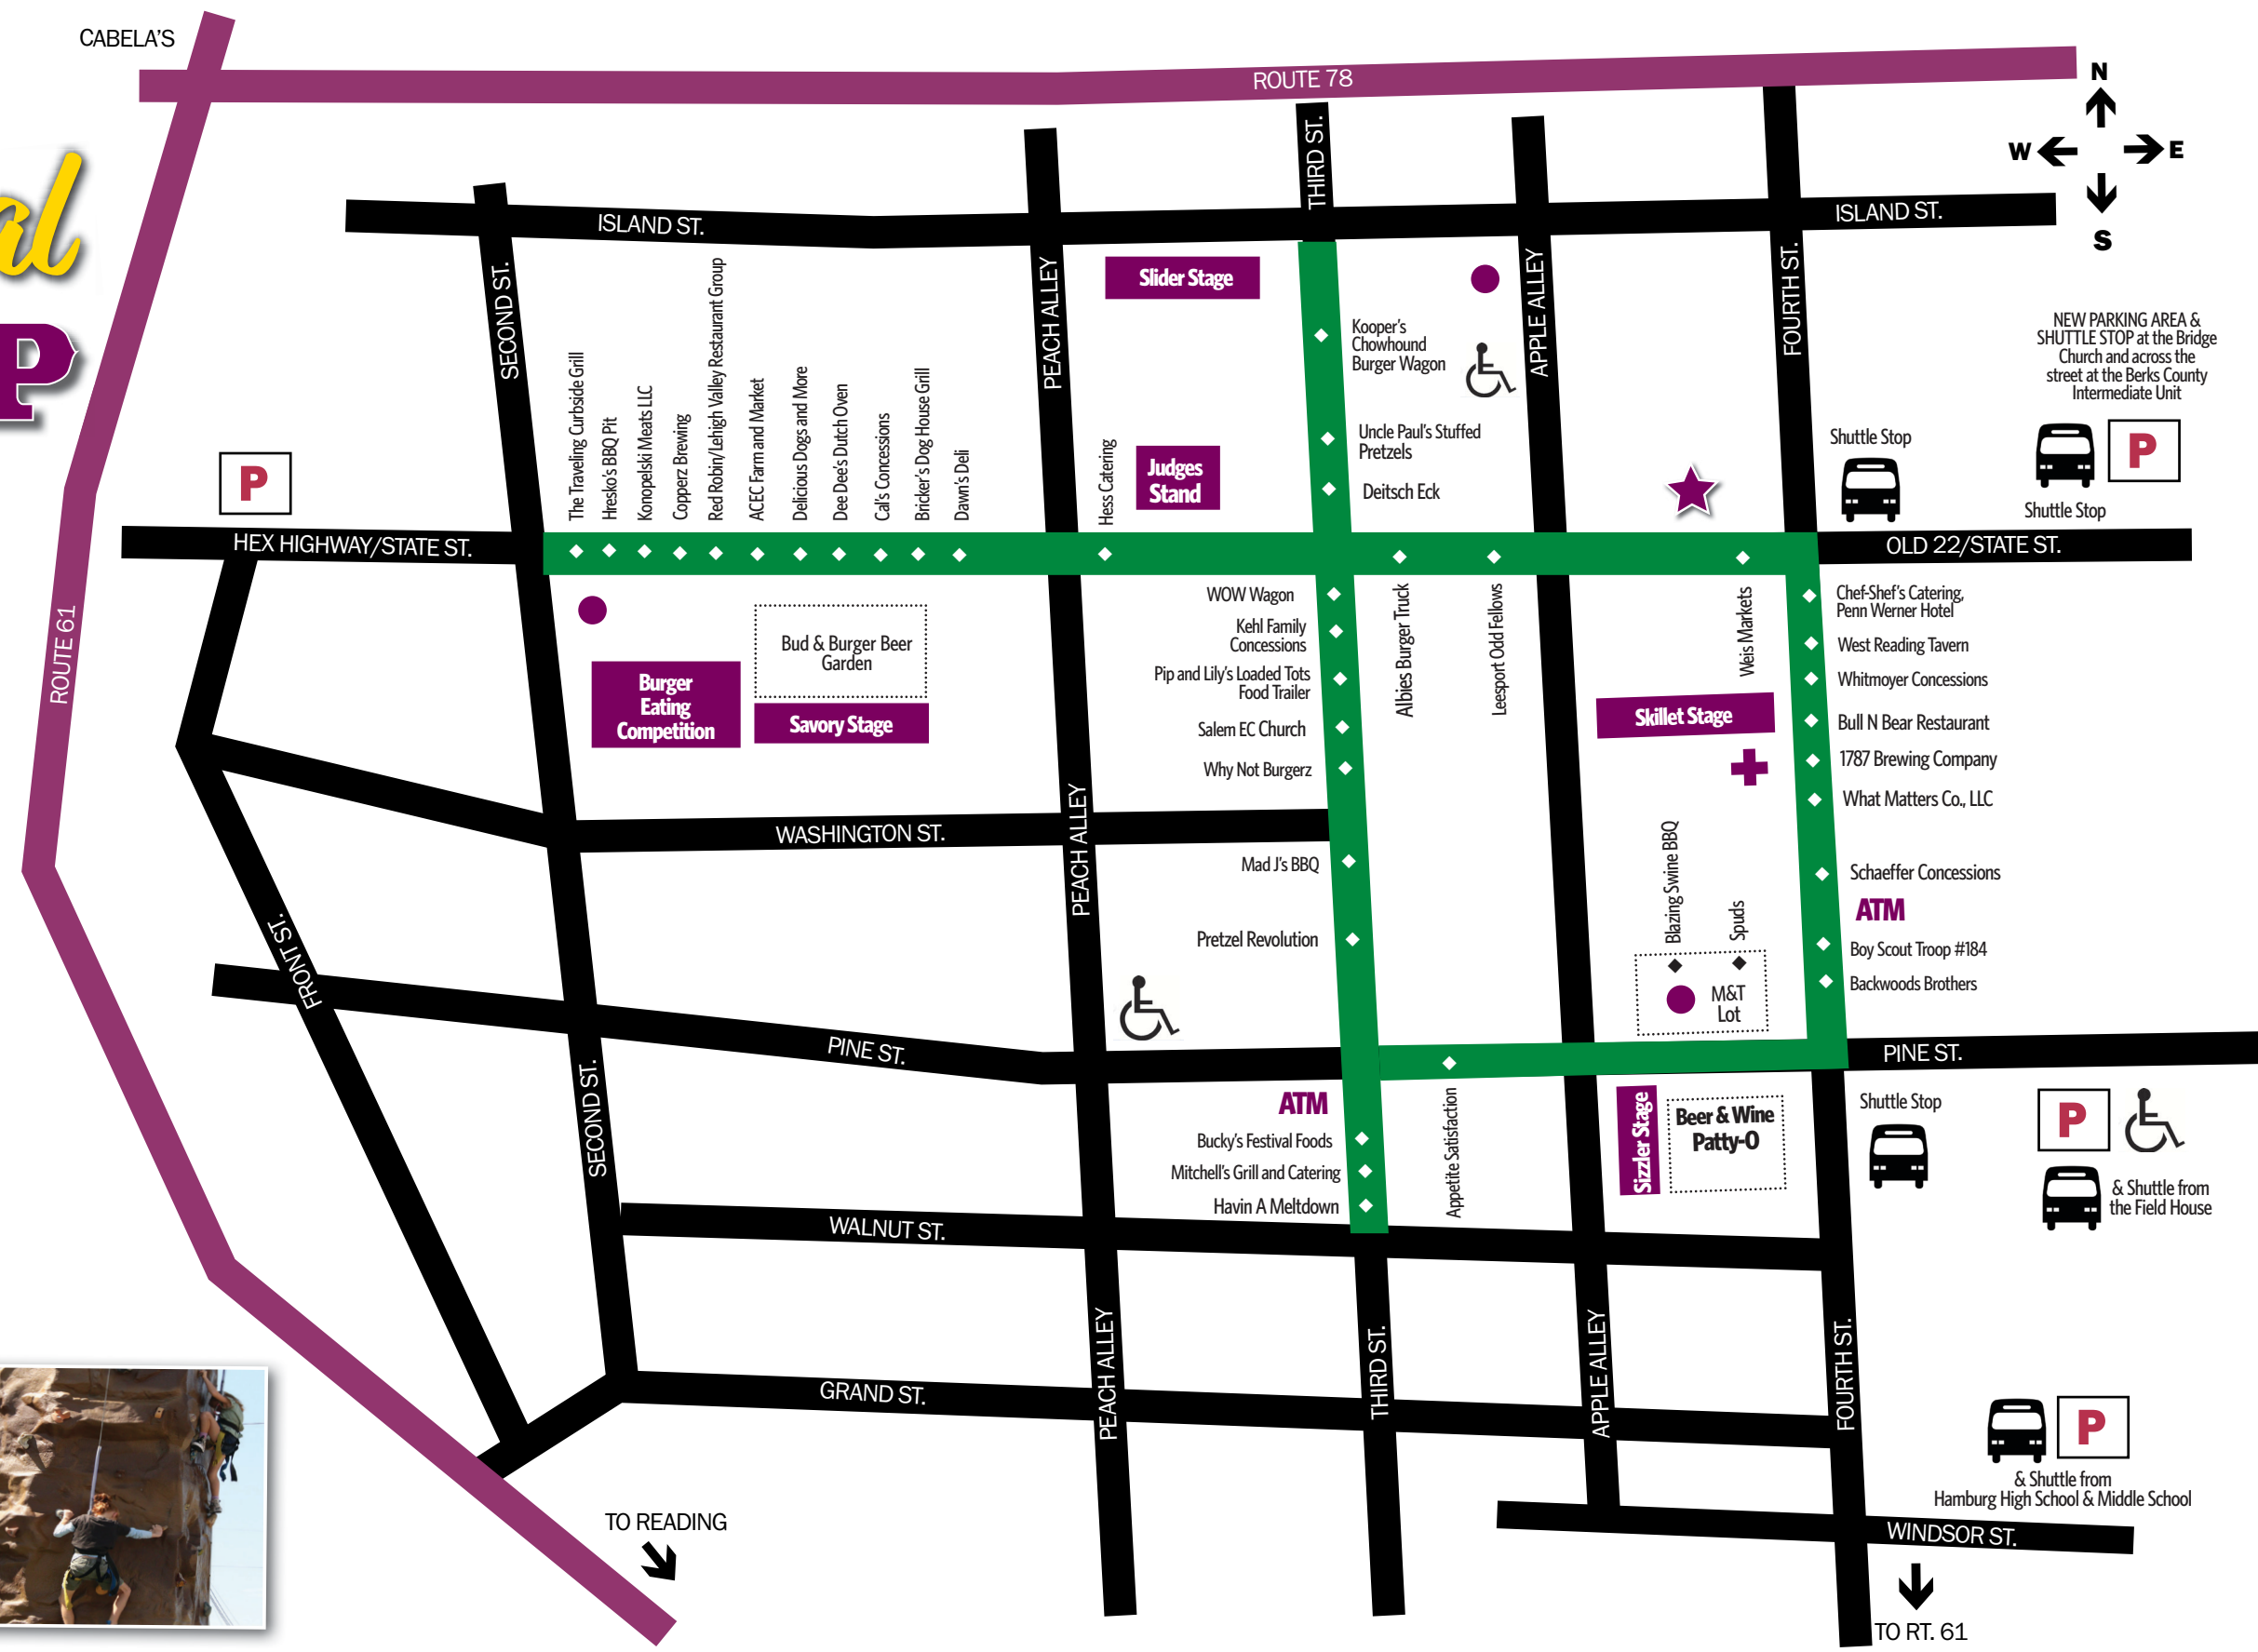 CABELA'S
ROUTE 78
N
W
E
S
THIRD ST.
al
P
ISLAND ST.
ISLAND ST.
SECOND ST.
PEACH ALLEY
APPLE ALLEY
FOURTH ST.
Slider Stage
Kooper's
Chowhound
Burger Wagon
NEW PARKING AREA &
SHUTTLE STOP at the Bridge
Church and across the
street at the Berks County
Intermediate Unit
Uncle Paul's Stuffed
Pretzels
Deitsch Eck
Shuttle Stop
P
Shuttle Stop
P
The Traveling Curbside Grill
Hresko's BBQ Pit
Konopelski Meats LLC
Copperz Brewing
Red Robin/Lehigh Valley Restaurant Group
ACEC Farm and Market
Delicious Dogs and More
Dee Dee's Dutch Oven
Cal's Concessions
Bricker's Dog House Grill
Dawn's Deli
Hess Catering
Judges
Stand
HEX HIGHWAY/STATE ST.
OLD 22/STATE ST.
ROUTE 61
Bud & Burger Beer
Garden
Burger
Eating
Competition
Savory Stage
WOW Wagon
Kehl Family
Concessions
Pip and Lily's Loaded Tots
Food Trailer
Salem EC Church
Why Not Burgerz
Albies Burger Truck
Leesport Odd Fellows
Weis Markets
Skillet Stage
Chef-Shef's Catering,
Penn Werner Hotel
West Reading Tavern
Whitmoyer Concessions
Bull N Bear Restaurant
1787 Brewing Company
What Matters Co., LLC
WASHINGTON ST.
PEACH ALLEY
Mad J's BBQ
Pretzel Revolution
Blazing Swine BBQ
Spuds
M&T
Lot
Schaeffer Concessions
ATM
Boy Scout Troop #184
Backwoods Brothers
FRONT ST.
PINE ST.
PINE ST.
SECOND ST.
ATM
Bucky's Festival Foods
Mitchell's Grill and Catering
Havin A Meltdown
Appetite Satisfaction
Sizzler Stage
Beer & Wine
Patty-O
Shuttle Stop
P
& Shuttle from
the Field House
WALNUT ST.
GRAND ST.
PEACH ALLEY
THIRD ST.
APPLE ALLEY
FOURTH ST.
P
& Shuttle from
Hamburg High School & Middle School
WINDSOR ST.
TO READING
TO RT. 61